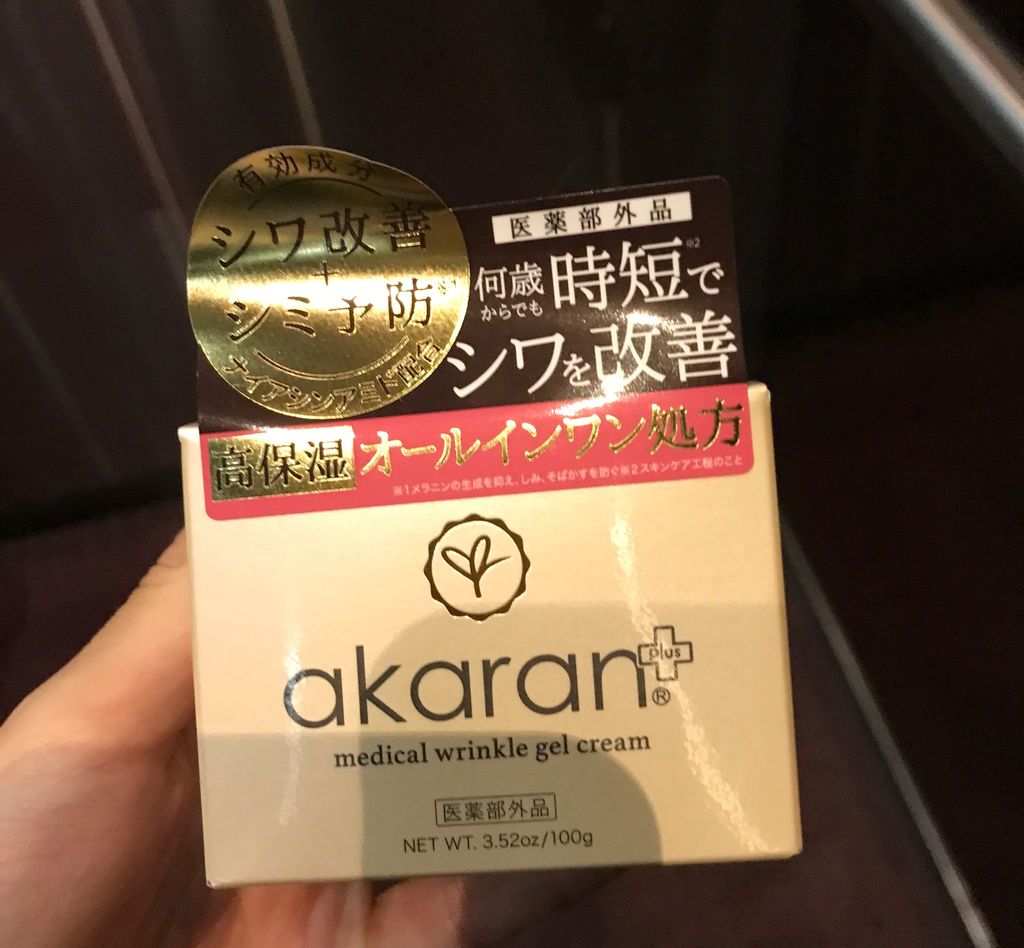 有効成分
シワ改善
+
シミ予防※1
ナイアシンアミド配合
医薬部外品
何歳からでも時短で※2
シワを改善
高保湿オールインワン処方
※1メラニンの生成を抑え、しみ、そばかすを防ぐ※2スキンケア工程のこと
akaran plus®
medical wrinkle gel cream
医薬部外品
NET WT. 3.52oz/100g